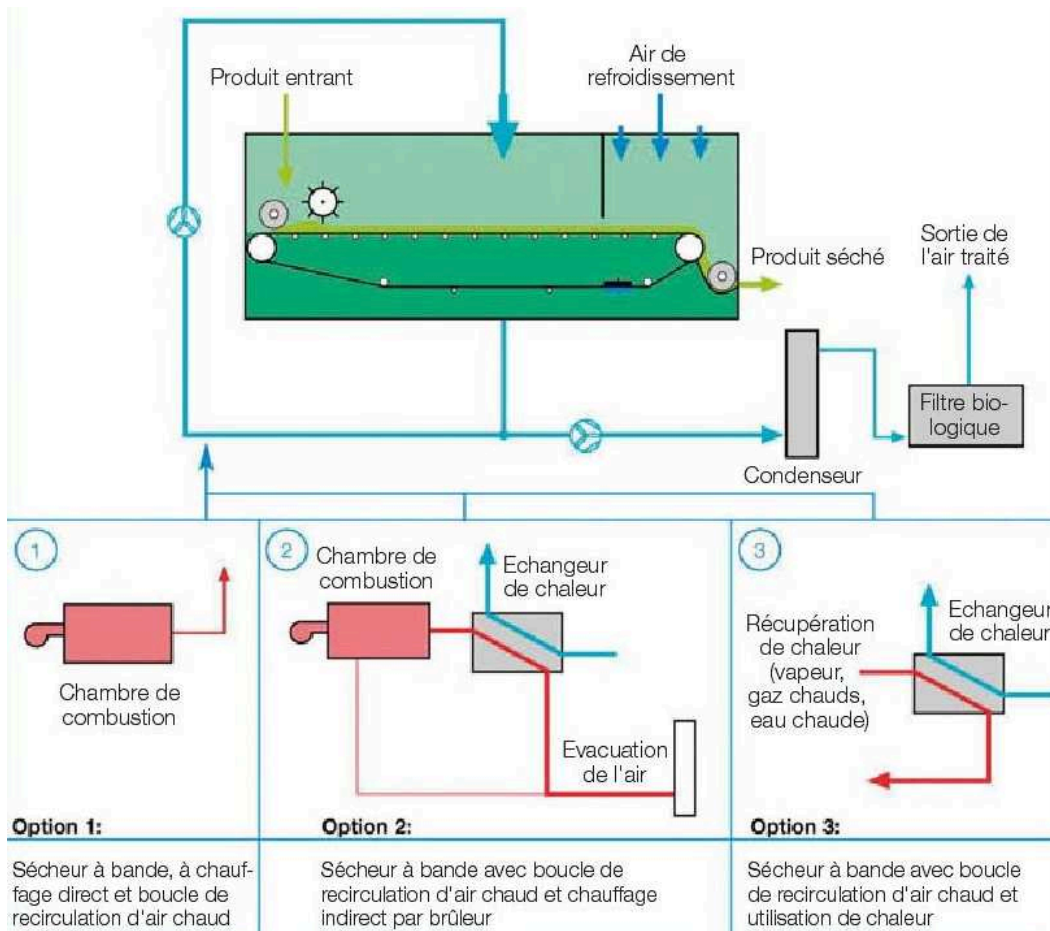 Produit entrant
Air de
refroidissement
Produit séché
Sortie de
l'air traité
Filtre bio-
logique
Condenseur
1
Chambre de
combustion
Option 1:
Sécheur à bande, à chauf-
fage direct et boucle de
recirculation d'air chaud
2
Chambre de
combustion
Echangeur
de chaleur
Evacuation
de l'air
Option 2:
Sécheur à bande avec boucle de
recirculation d'air chaud et chauffage
indirect par brûleur
3
Récupération
de chaleur
(vapeur,
gaz chauds,
eau chaude)
Echangeur
de chaleur
Option 3:
Sécheur à bande avec boucle
de recirculation d'air chaud et
utilisation de chaleur